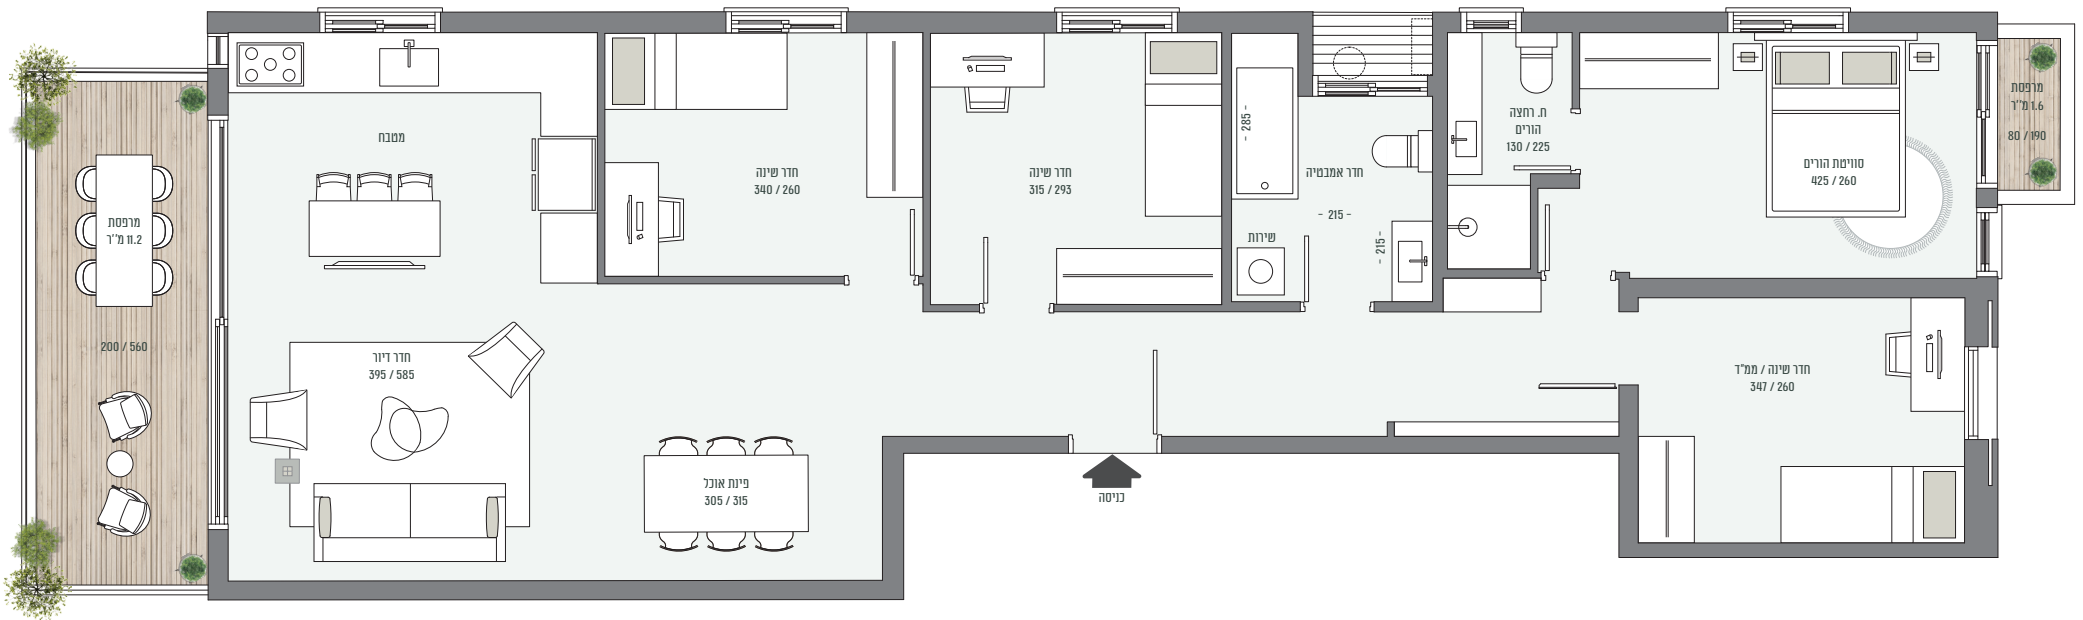 מטבח
מרפסת
11.2 מ''ר
200 / 560
חדר דיור
395 / 585
פינת אוכל
305 / 315
כניסה
חדר שינה
340 / 260
חדר שינה
315 / 293
- 285 -
חדר אמבטיה
- 215 -
- 215 -
שירות
ח. רחצה
הורים
130 / 225
סוויטת הורים
425 / 260
מרפסת
1.6 מ''ר
80 / 190
חדר שינה / ממ"ד
347 / 260